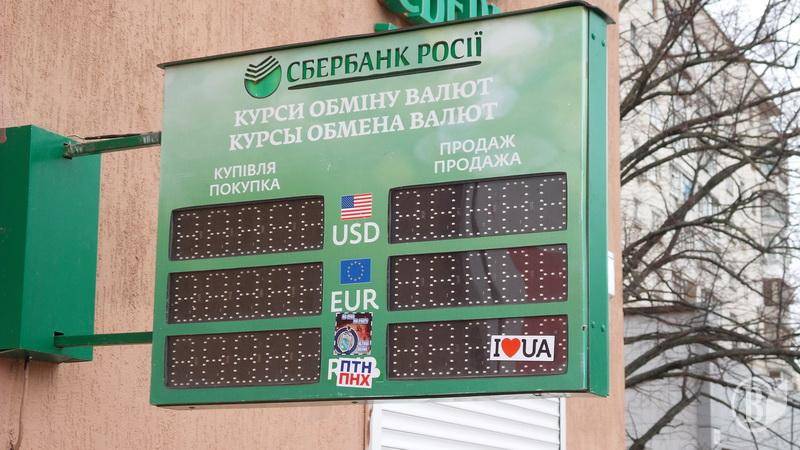 СБЕРБАНК РОСІЇ
КУРСИ ОБМІНУ ВАЛЮТ
КУРСЫ ОБМЕНА ВАЛЮТ
КУПІВЛЯ
ПОКУПКА
ПРОДАЖ
ПРОДАЖА
USD
EUR
ПТН
ПНХ
I ❤ UA